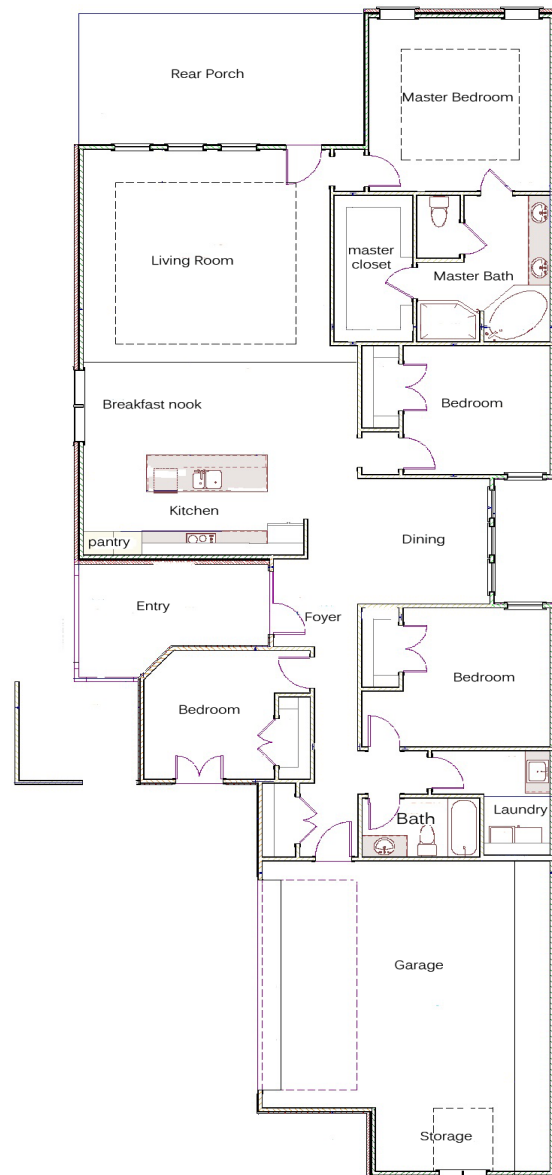 Rear Porch
Master Bedroom
Living Room
master
closet
Master Bath
Breakfast nook
Bedroom
Kitchen
pantry
Dining
Entry
Foyer
Bedroom
Bedroom
Laundry
Bath
Garage
Storage